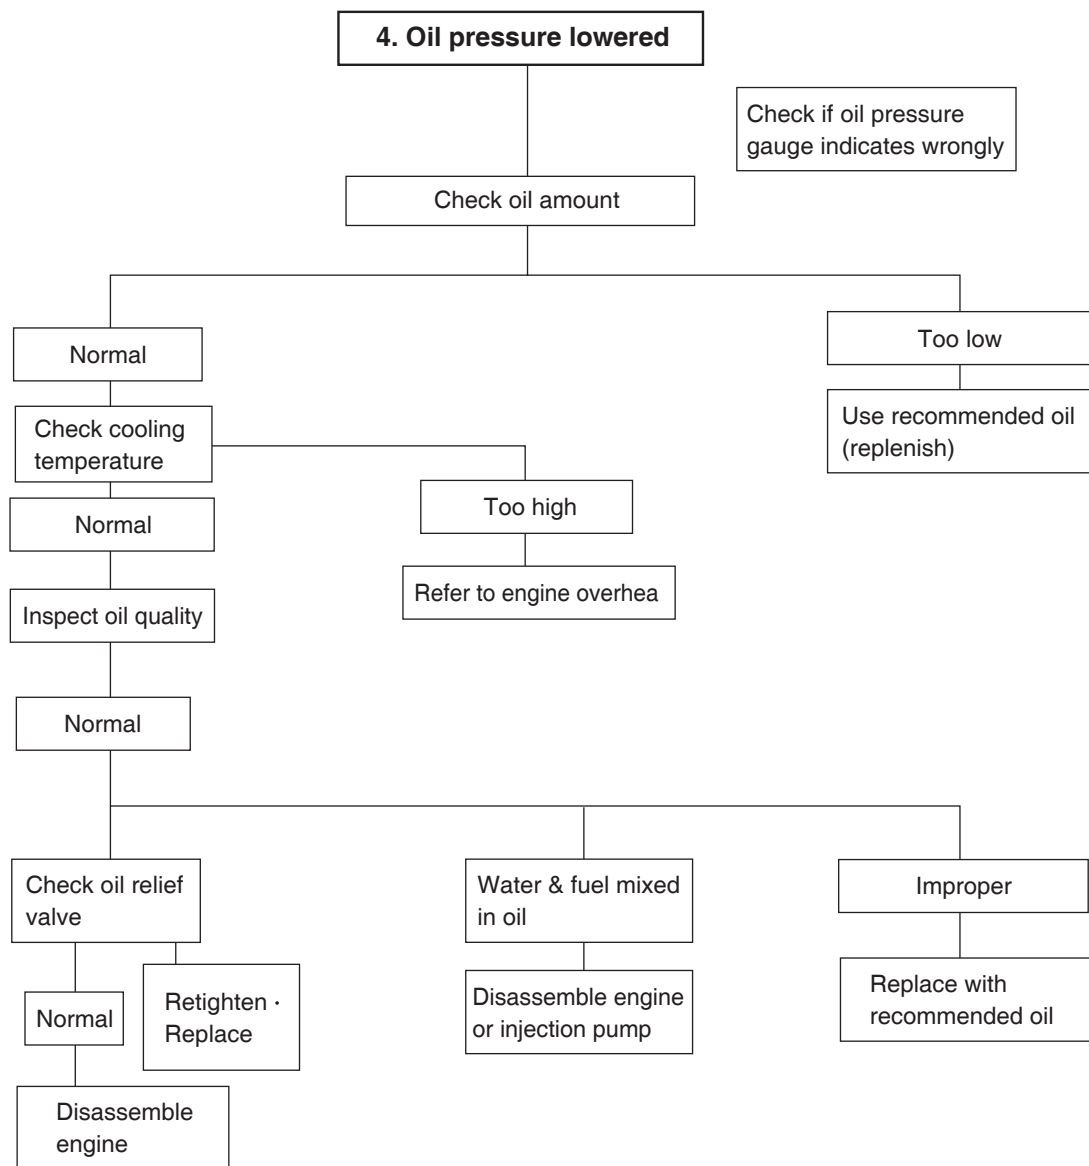 4. Oil pressure lowered
Check if oil pressure
gauge indicates wrongly
Check oil amount
Normal
Too low
Check cooling
temperature
Use recommended oil
(replenish)
Normal
Too high
Refer to engine overhea
Inspect oil quality
Normal
Check oil relief
valve
Water & fuel mixed
in oil
Improper
Normal
Retighten ·
Replace
Disassemble engine
or injection pump
Replace with
recommended oil
Disassemble
engine